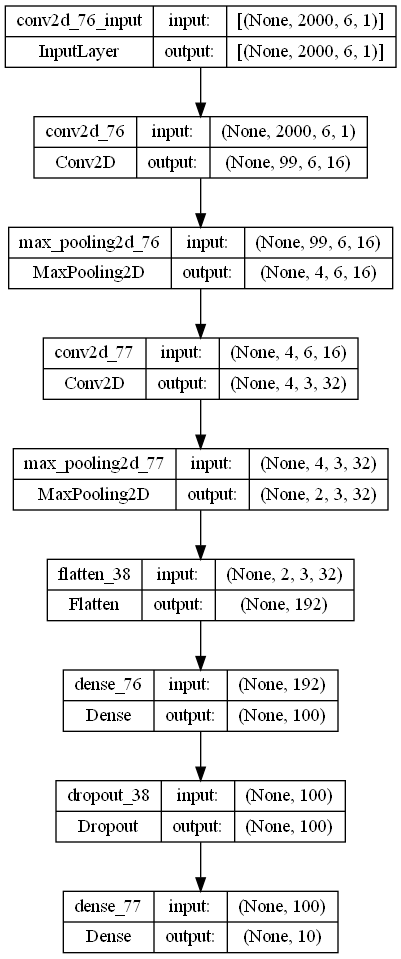 conv2d_76_input input: [(None, 2000, 6, 1)]
InputLayer output: [(None, 2000, 6, 1)]
conv2d_76 input: (None, 2000, 6, 1)
Conv2D output: (None, 99, 6, 16)
max_pooling2d_76 input: (None, 99, 6, 16)
MaxPooling2D output: (None, 4, 6, 16)
conv2d_77 input: (None, 4, 6, 16)
Conv2D output: (None, 4, 3, 32)
max_pooling2d_77 input: (None, 4, 3, 32)
MaxPooling2D output: (None, 2, 3, 32)
flatten_38 input: (None, 2, 3, 32)
Flatten output: (None, 192)
dense_76 input: (None, 192)
Dense output: (None, 100)
dropout_38 input: (None, 100)
Dropout output: (None, 100)
dense_77 input: (None, 100)
Dense output: (None, 10)